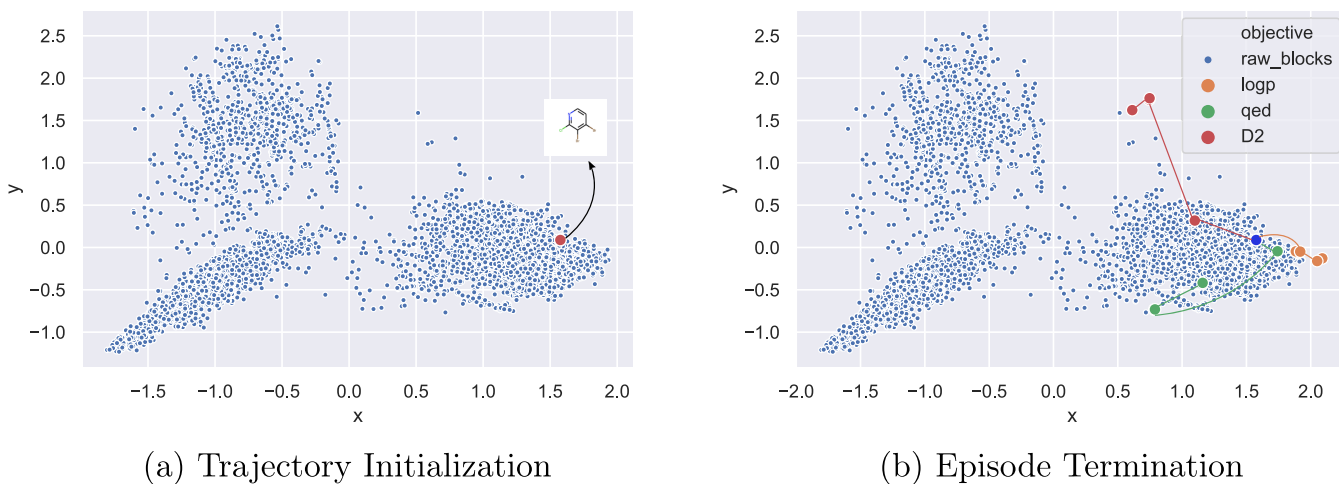 2.5
2.0
1.5
1.0
0.5
0.0
−0.5
−1.0
y
−1.5 −1.0 −0.5 0.0 0.5 1.0 1.5 2.0
x
(a) Trajectory Initialization
2.5
2.0
1.5
1.0
0.5
0.0
−0.5
−1.0
y
objective
raw_blocks
logp
qed
D2
−2.0 −1.5 −1.0 −0.5 0.0 0.5 1.0 1.5 2.0
x
(b) Episode Termination